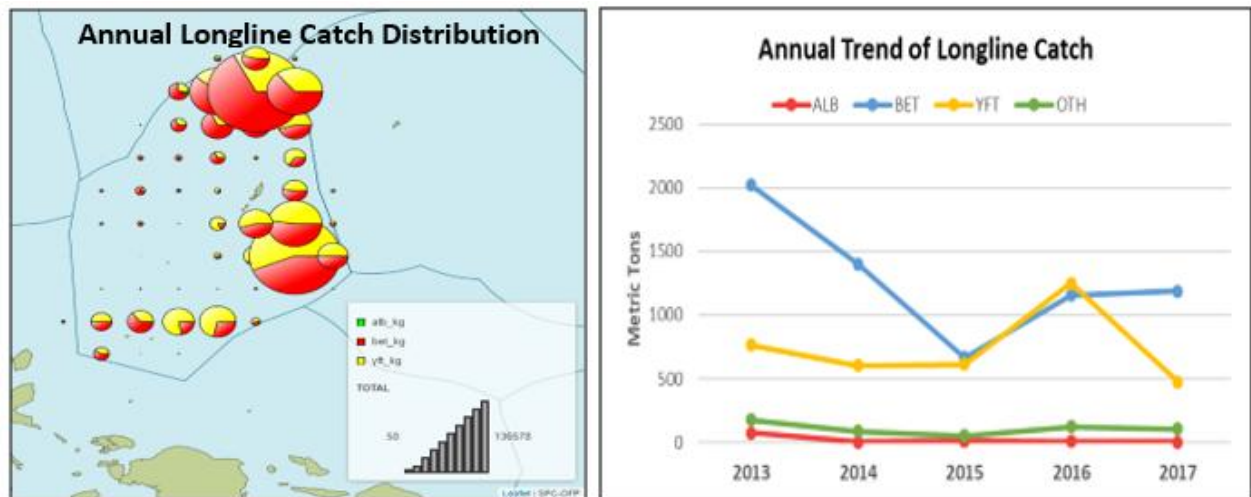 Annual Longline Catch Distribution
alb_kg
bet_kg
yft_kg
TOTAL
50
136678
Leaflet | SPC-OFP
Annual Trend of Longline Catch
ALB BET YFT OTH
Metric Tons
2500
2000
1500
1000
500
0
2013 2014 2015 2016 2017